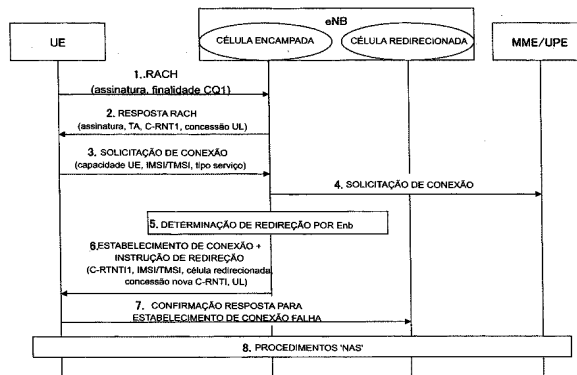 eNB
UE
CÉLULA ENCAMPADA
CÉLULA REDIRECIONADA
MME/UPE
1..RACH
(assinatura, finalidade CQ1)
2. RESPOSTA RACH
(assinatura, TA, C-RNT1, concessão UL)
3. SOLICITAÇÃO DE CONEXÃO
(capacidade UE, IMSI/TMSI, tipo serviço)
4. SOLICITAÇÃO DE CONEXÃO
5. DETERMINAÇÃO DE REDIREÇÃO POR Enb
6.ESTABELECIMENTO DE CONEXÃO +
INSTRUÇÃO DE REDIREÇÃO
(C-RTNTI1, IMSI/TMSI, célula redirecionada,
concessão nova C-RNTI, UL)
7. CONFIRMAÇÃO RESPOSTA PARA
ESTABELECIMENTO DE CONEXÃO FALHA
8. PROCEDIMENTOS 'NAS'